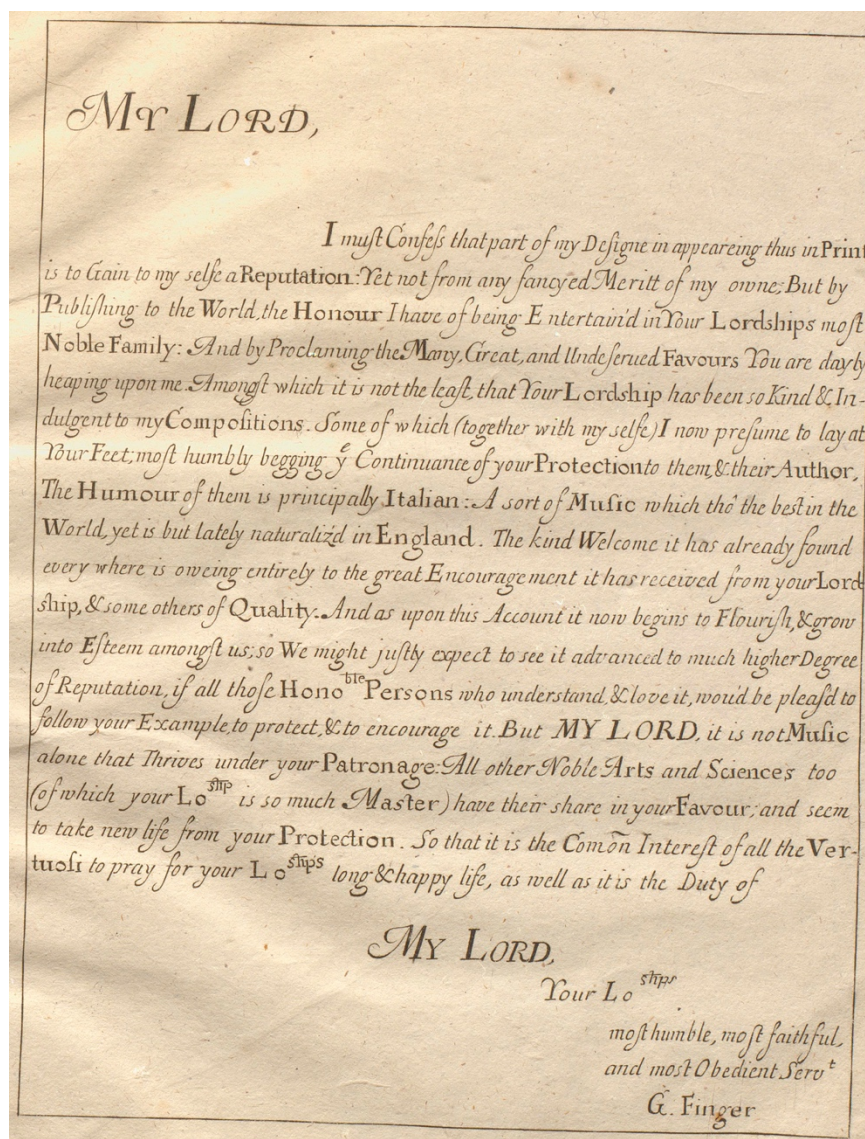 My Lord,
I must Confess that part of my Designe in appeareing thus in Print
is to Gain to my selfe a Reputation: Yet not from any fancyed Meritt of my owne; But by
Publishing to the World, the Honour I have of being Entertain'd in Your Lordships most
Noble Family: And by Proclaming the Many, Great, and Undeserued Favours You are dayly
heaping upon me. Amongst which it is not the least, that Your Lordship has been so Kind & In-
dulgent to my Compositions. Some of which (together with my selfe) I now presume to lay at
Your Feet; most humbly begging yᵉ Continuance of your Protection to them, & their Author,
The Humour of them is principally Italian: A sort of Music which tho' the best in the
World, yet is but lately naturaliz'd in England. The kind Welcome it has already found
every where is oweing entirely to the great Encouragement it has received from your Lord-
ship, & some others of Quality. And as upon this Account it now begins to Flourish, & grow
into Esteem amongst us; so We might justly expect to see it advanced to much higher Degree
of Reputation, if all those Honoᵇˡᵉ Persons who understand, & love it, wou'd be pleas'd to
follow your Example, to protect, & to encourage it. But MY LORD, it is not Music
alone that Thrives under your Patronage: All other Noble Arts and Sciences too
(of which your Loˢʰⁱᵖ is so much Master) have their share in your Favour; and seem
to take new life from your Protection. So that it is the Comōn Interest of all the Ver-
tuosi to pray for your Loˢʰⁱᵖˢ long & happy life, as well as it is the Duty of
My Lord,
Your Loˢʰⁱᵖˢ
most humble, most faithful,
and most Obedient Servᵗ
G. Finger